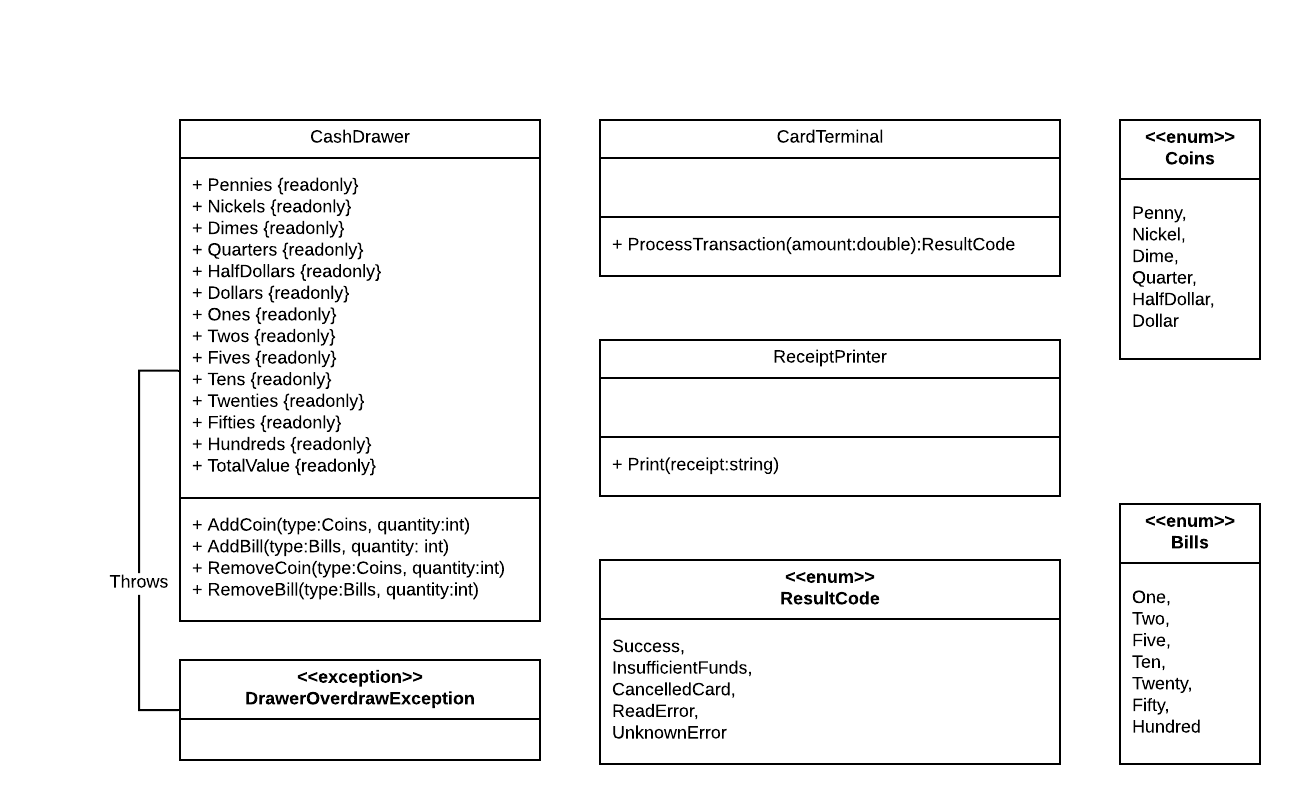 CashDrawer
+ Pennies {readonly}
+ Nickels {readonly}
+ Dimes {readonly}
+ Quarters {readonly}
+ HalfDollars {readonly}
+ Dollars {readonly}
+ Ones {readonly}
+ Twos {readonly}
+ Fives {readonly}
+ Tens {readonly}
+ Twenties {readonly}
+ Fifties {readonly}
+ Hundreds {readonly}
+ TotalValue {readonly}
+ AddCoin(type:Coins, quantity:int)
+ AddBill(type:Bills, quantity: int)
+ RemoveCoin(type:Coins, quantity:int)
+ RemoveBill(type:Bills, quantity:int)
Throws
<<exception>>
DrawerOverdrawException
CardTerminal
+ ProcessTransaction(amount:double):ResultCode
ReceiptPrinter
+ Print(receipt:string)
<<enum>>
ResultCode
Success,
InsufficientFunds,
CancelledCard,
ReadError,
UnknownError
<<enum>>
Coins
Penny,
Nickel,
Dime,
Quarter,
HalfDollar,
Dollar
<<enum>>
Bills
One,
Two,
Five,
Ten,
Twenty,
Fifty,
Hundred